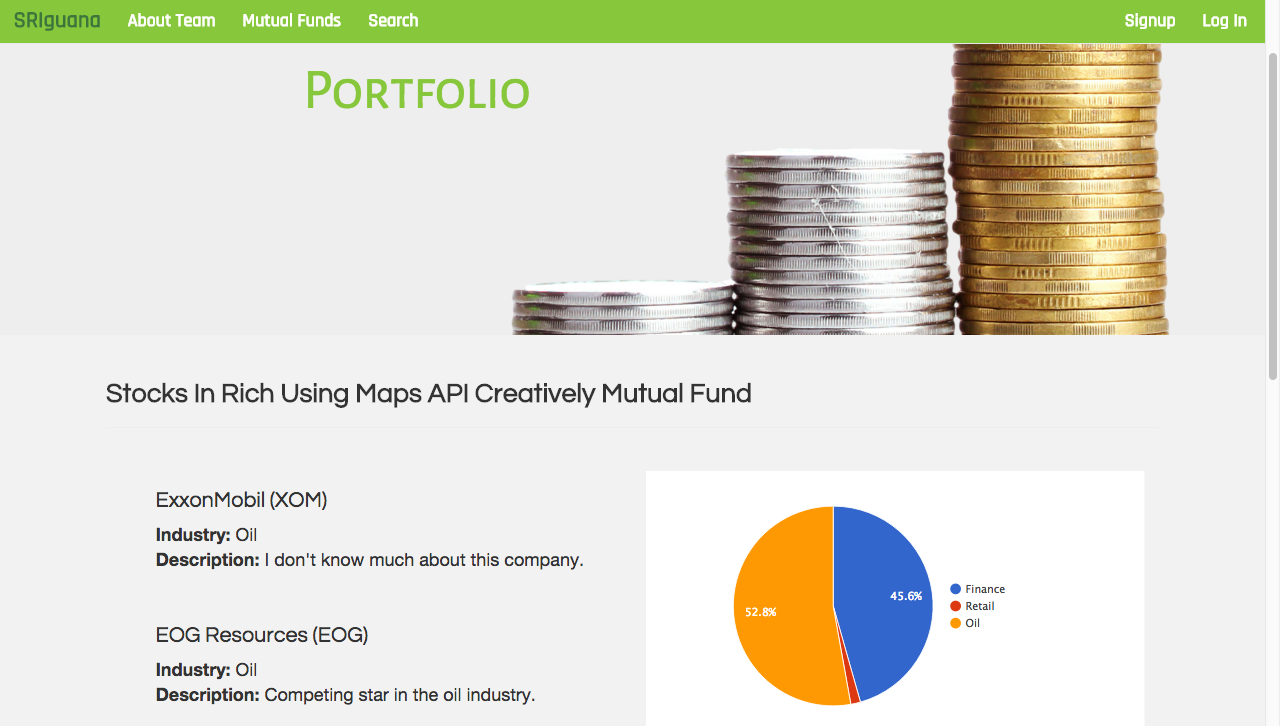 SRIguana About Team Mutual Funds Search Signup Log In
Portfolio
Stocks In Rich Using Maps API Creatively Mutual Fund
ExxonMobil (XOM)
Industry: Oil
Description: I don't know much about this company.
EOG Resources (EOG)
Industry: Oil
Description: Competing star in the oil industry.
52.8%
45.6%
Finance
Retail
Oil